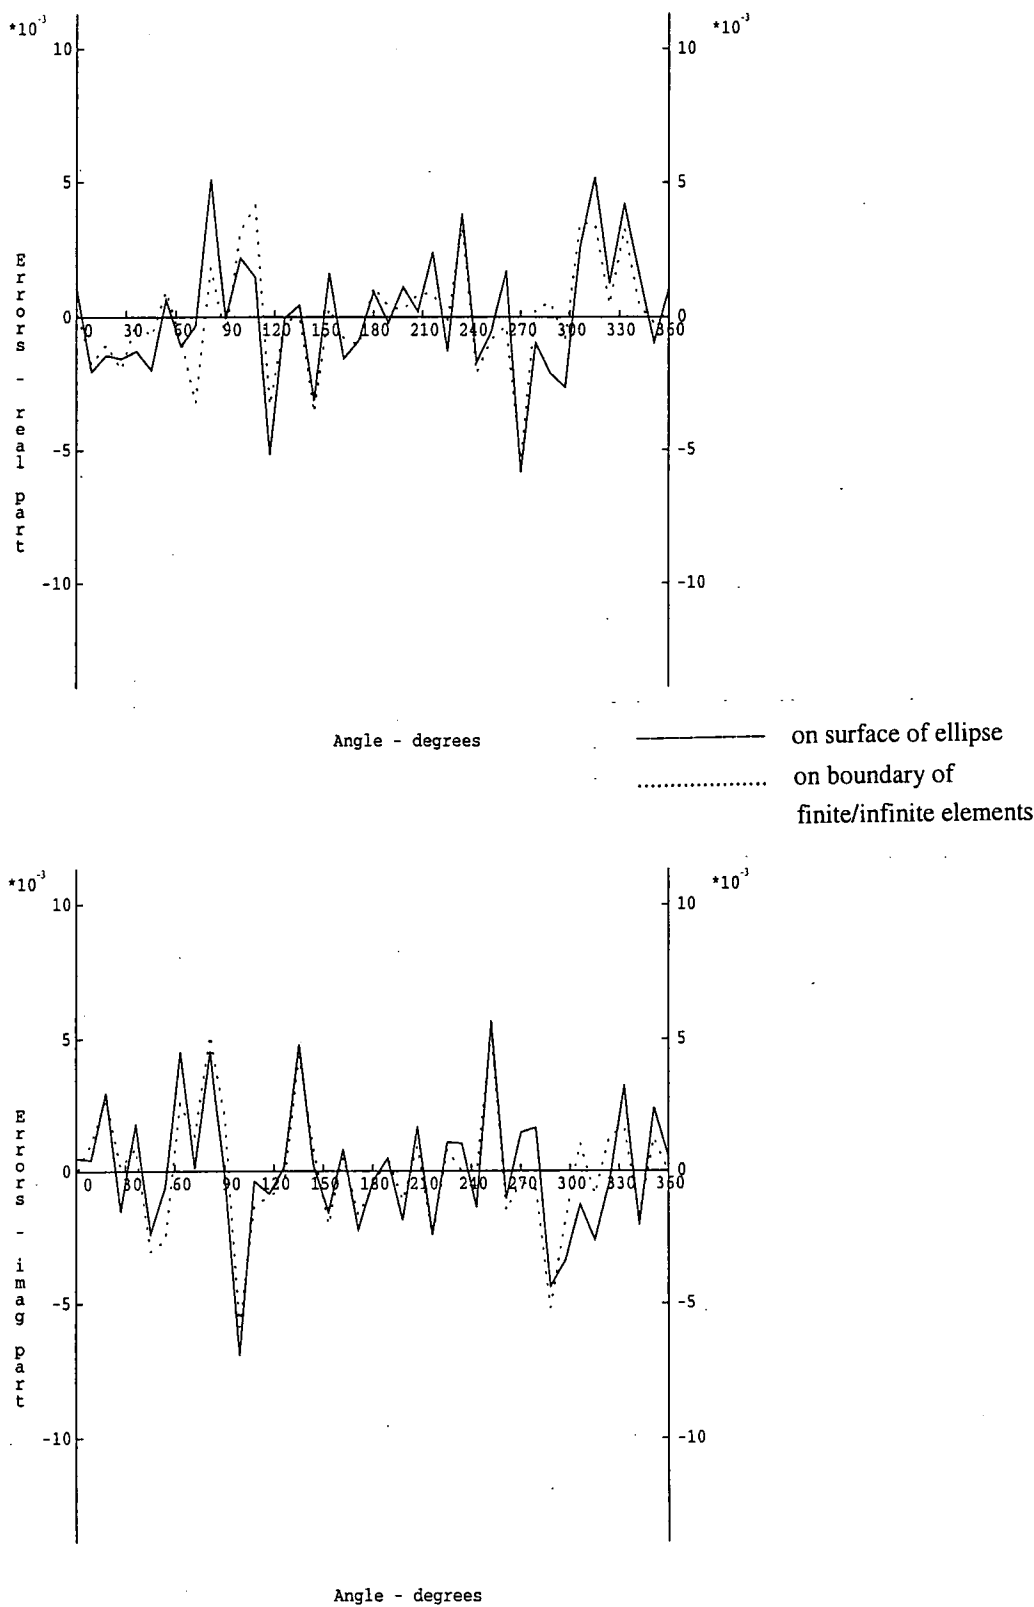 *10⁻³ *10⁻³
10 10
5 5
0 0
0 30 60 90 120 150 180 210 240 270 300 330 360
-5 -5
-10 -10
Errors - real part
Angle - degrees
on surface of ellipse
on boundary of
finite/infinite elements
*10⁻³ *10⁻³
10 10
5 5
0 0
0 30 60 90 120 150 180 210 240 270 300 330 360
-5 -5
-10 -10
Errors - imag part
Angle - degrees